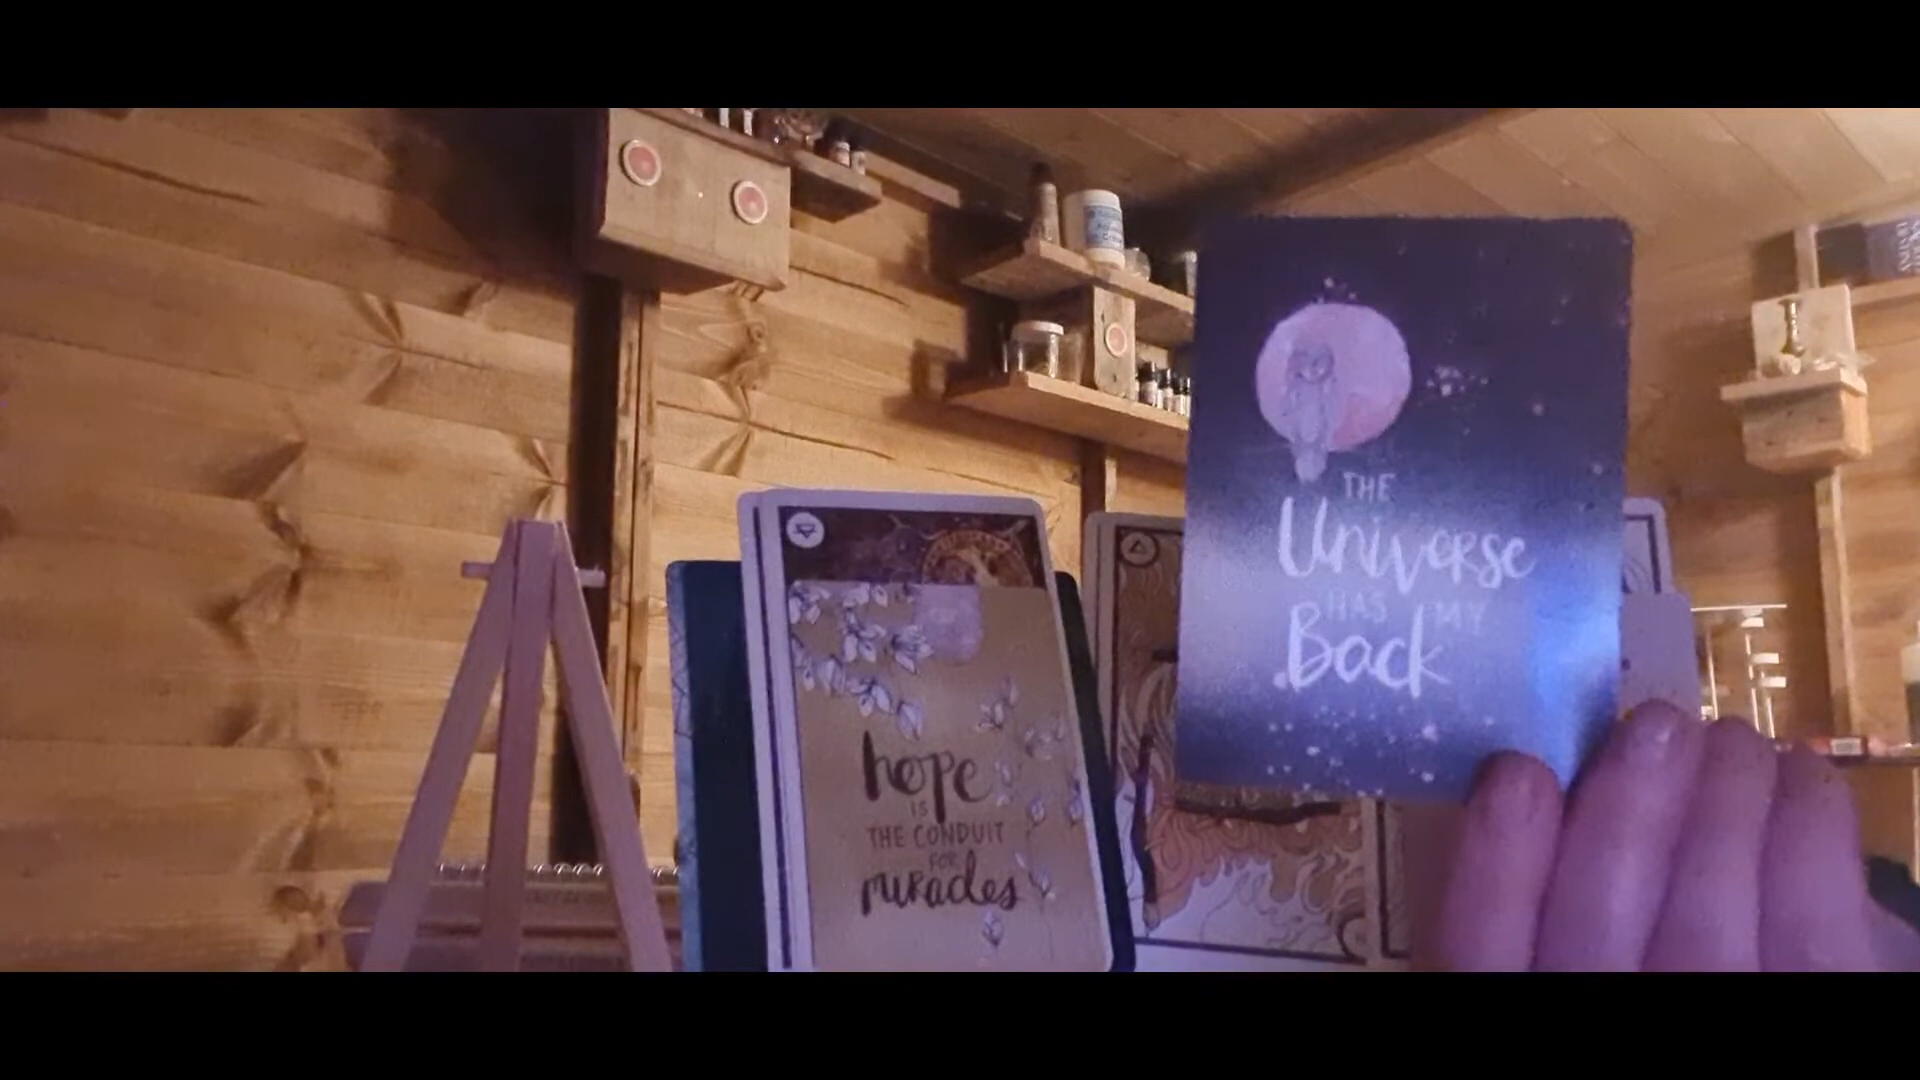 THE
Universe
HAS MY
Back
hope
IS
THE CONDUIT
FOR
miracles